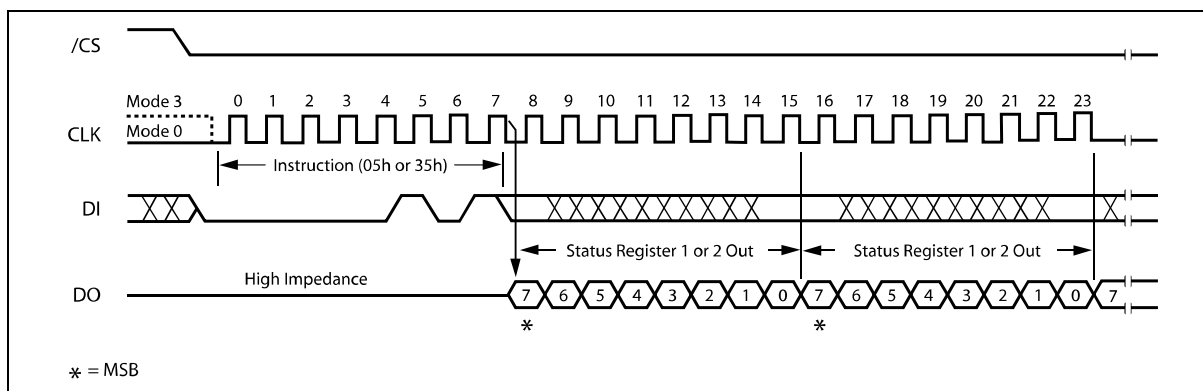 /CS
Mode 3
0 1 2 3 4 5 6 7 8 9 10 11 12 13 14 15 16 17 18 19 20 21 22 23
CLK
Mode 0
Instruction (05h or 35h)
DI
Status Register 1 or 2 Out
Status Register 1 or 2 Out
High Impedance
DO
7 6 5 4 3 2 1 0 7 6 5 4 3 2 1 0 7
* *
* = MSB